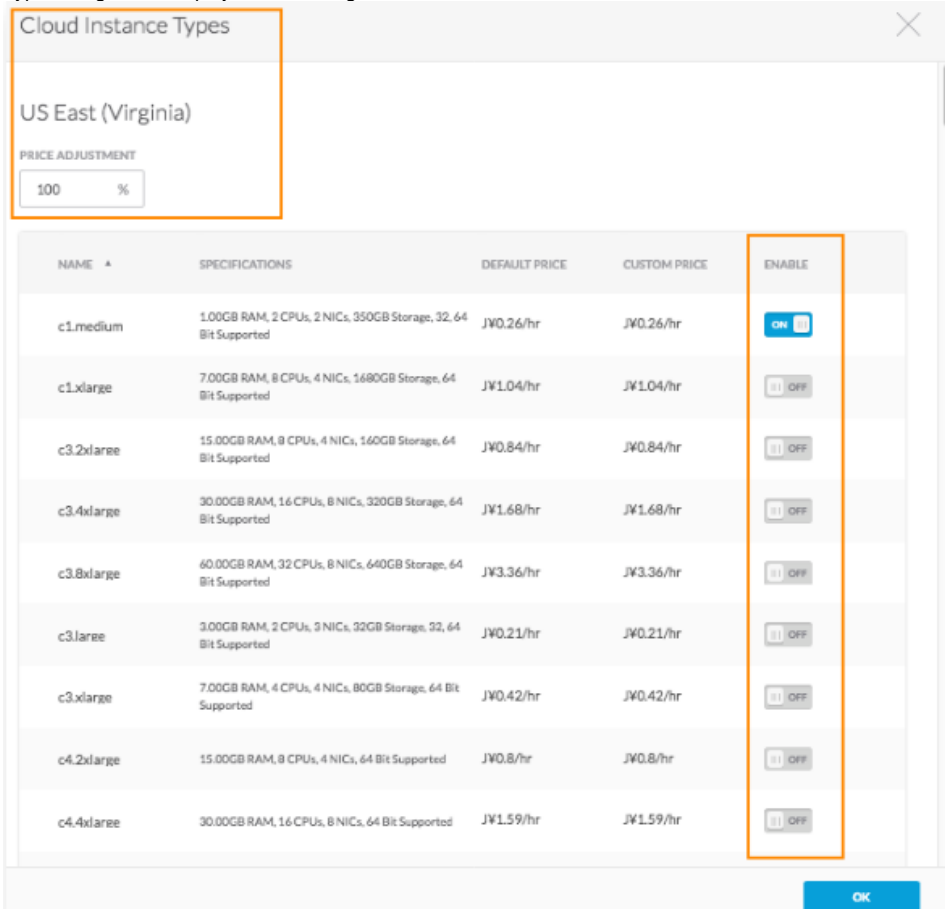 Cloud Instance Types
US East (Virginia)
PRICE ADJUSTMENT
100 %
NAME SPECIFICATIONS DEFAULT PRICE CUSTOM PRICE ENABLE
c1.medium 1.00GB RAM, 2 CPUs, 2 NICs, 350GB Storage, 32, 64 J¥0.26/hr J¥0.26/hr ON
Bit Supported
c1.xlarge 7.00GB RAM, 8 CPUs, 4 NICs, 1680GB Storage, 64 J¥1.04/hr J¥1.04/hr OFF
Bit Supported
c3.2xlarge 15.00GB RAM, 8 CPUs, 4 NICs, 160GB Storage, 64 J¥0.84/hr J¥0.84/hr OFF
Bit Supported
c3.4xlarge 30.00GB RAM, 16 CPUs, 8 NICs, 320GB Storage, 64 J¥1.68/hr J¥1.68/hr OFF
Bit Supported
c3.8xlarge 60.00GB RAM, 32 CPUs, 8 NICs, 640GB Storage, 64 J¥3.36/hr J¥3.36/hr OFF
Bit Supported
c3.large 3.00GB RAM, 2 CPUs, 3 NICs, 32GB Storage, 32, 64 J¥0.21/hr J¥0.21/hr OFF
Bit Supported
c3.xlarge 7.00GB RAM, 4 CPUs, 4 NICs, 80GB Storage, 64 Bit J¥0.42/hr J¥0.42/hr OFF
Supported
c4.2xlarge 15.00GB RAM, 8 CPUs, 4 NICs, 64 Bit Supported J¥0.8/hr J¥0.8/hr OFF
c4.4xlarge 30.00GB RAM, 16 CPUs, 8 NICs, 64 Bit Supported J¥1.59/hr J¥1.59/hr OFF
OK